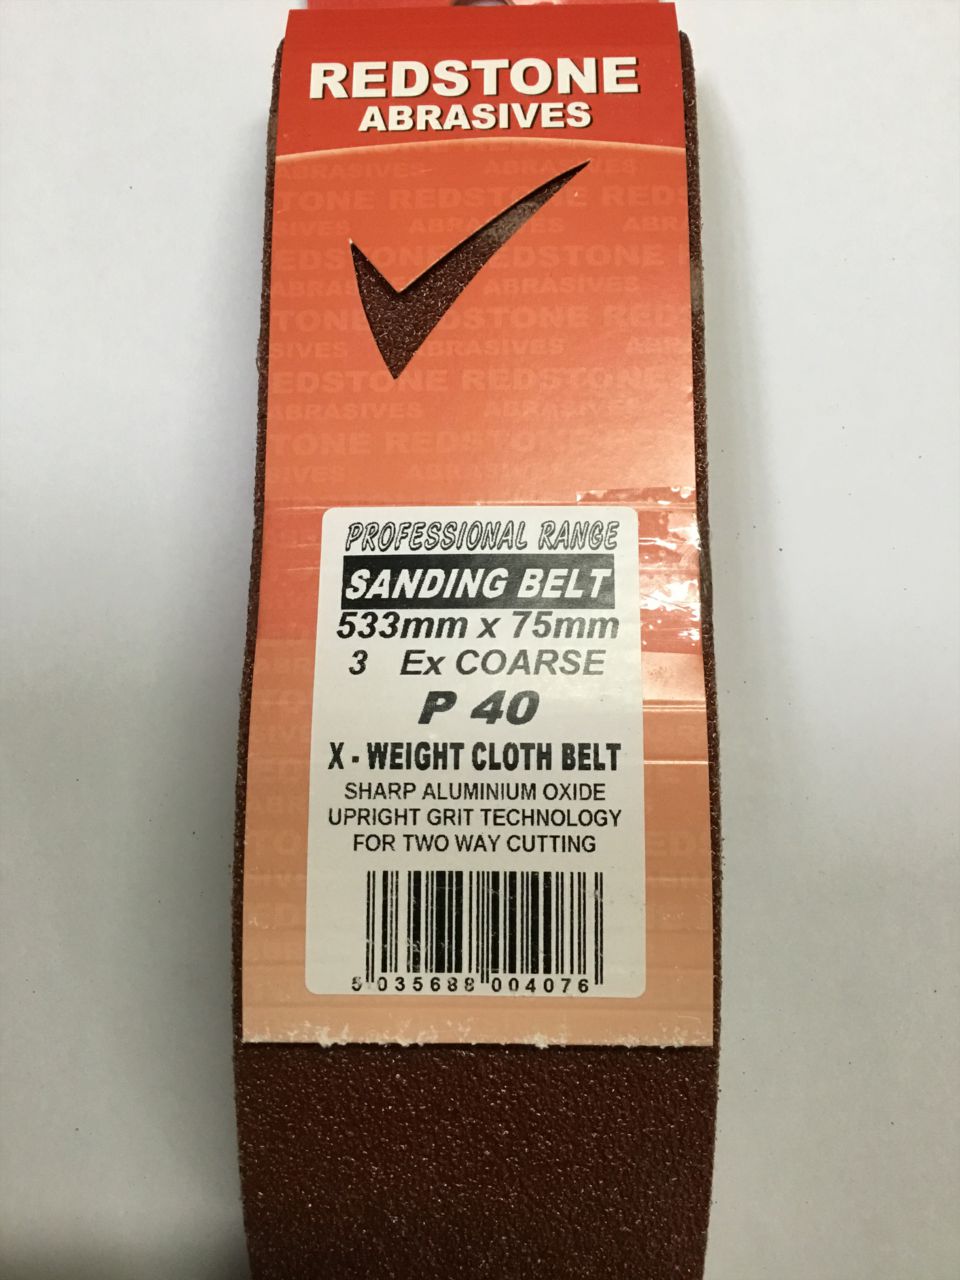 REDSTONE
ABRASIVES
PROFESSIONAL RANGE
SANDING BELT
533mm x 75mm
3 Ex COARSE
P 40
X - WEIGHT CLOTH BELT
SHARP ALUMINIUM OXIDE
UPRIGHT GRIT TECHNOLOGY
FOR TWO WAY CUTTING
5 035688 004076